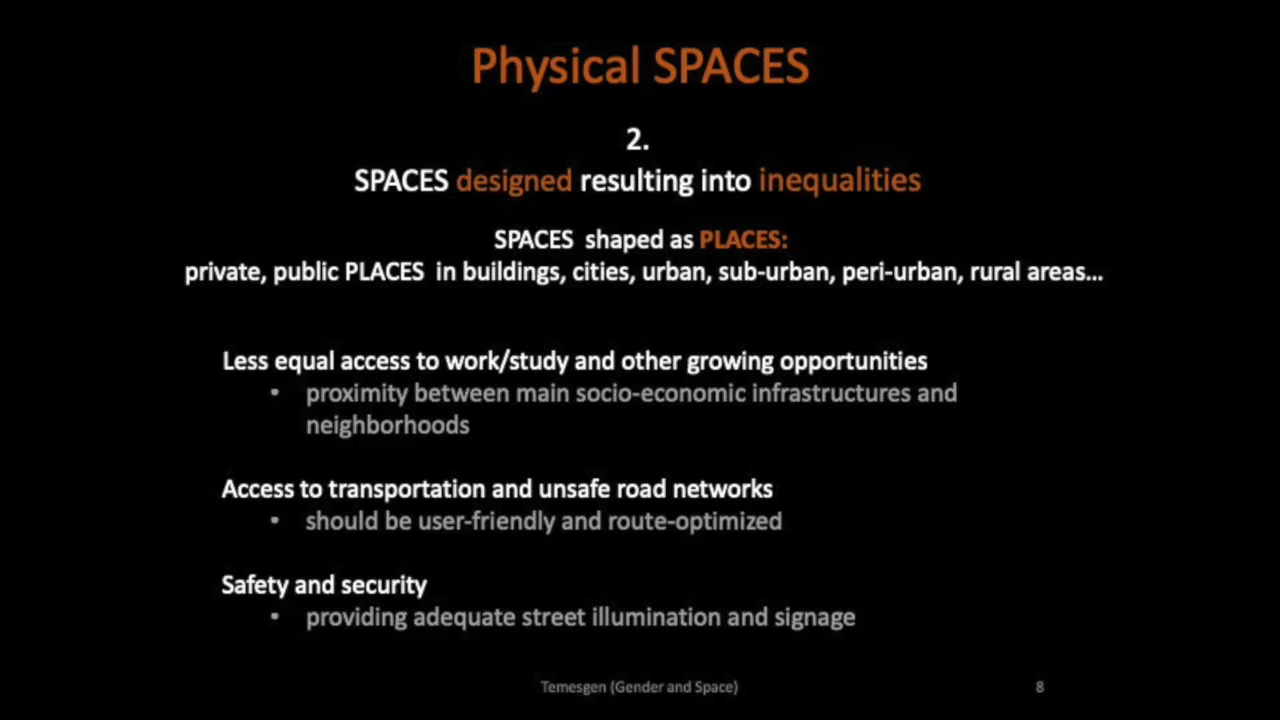 Physical SPACES
2.
SPACES designed resulting into inequalities
SPACES shaped as PLACES:
private, public PLACES in buildings, cities, urban, sub-urban, peri-urban, rural areas...
Less equal access to work/study and other growing opportunities
• proximity between main socio-economic infrastructures and
neighborhoods
Access to transportation and unsafe road networks
• should be user-friendly and route-optimized
Safety and security
• providing adequate street illumination and signage
Temesgen (Gender and Space)
8